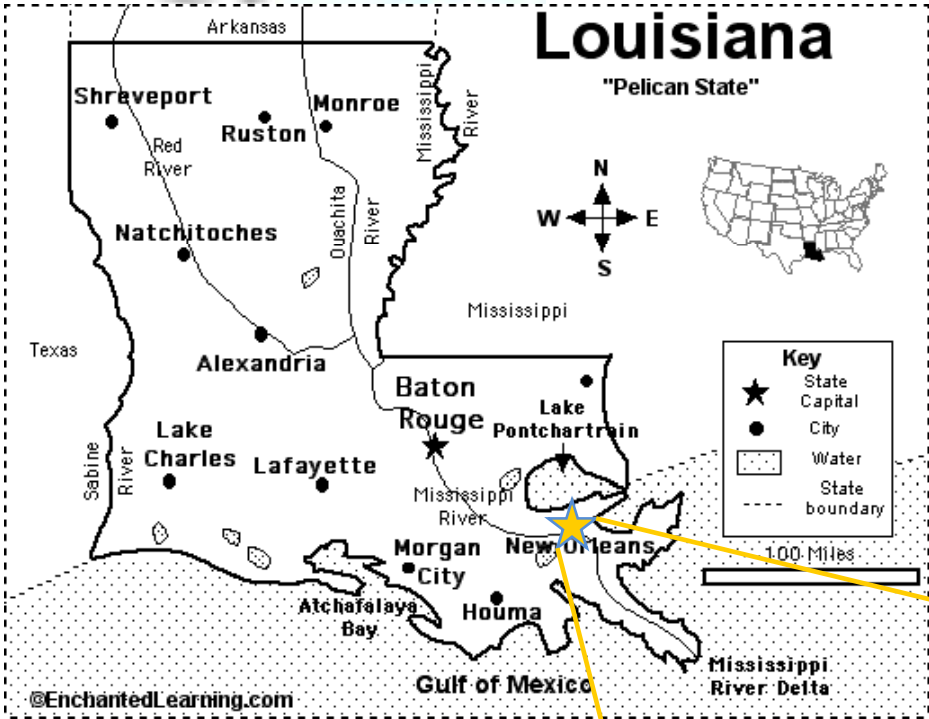 Arkansas
Louisiana
"Pelican State"
Shreveport
Monroe
Ruston
Mississippi
River
Red
River
Ouachita
River
N
W
E
S
Natchitoches
Mississippi
Texas
Alexandria
Key
State
Capital
City
Water
State
boundary
Baton
Rouge
Lake
Pontchartrain
Lake
Charles
Lafayette
Sabine
River
Mississippi
River
New Orleans
100 Miles
Morgan
City
Atchafalaya
Bay
Houma
Mississippi
River Delta
Gulf of Mexico
©EnchantedLearning.com